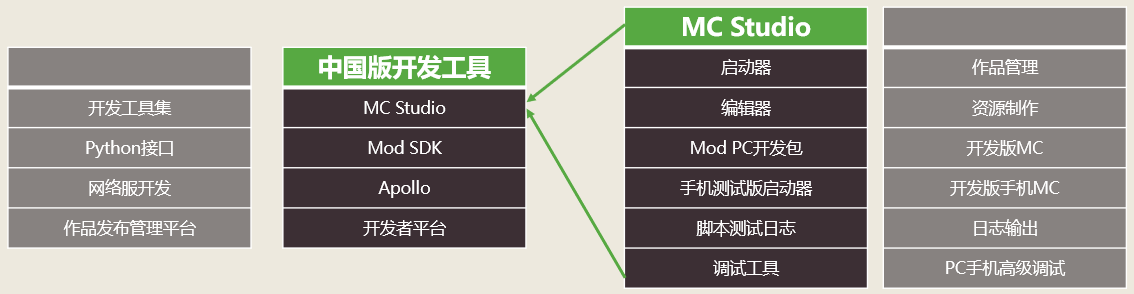 中国版开发工具
开发工具集 MC Studio
Python接口 Mod SDK
网络服开发 Apollo
作品发布管理平台 开发者平台
MC Studio
启动器 作品管理
编辑器 资源制作
Mod PC开发包 开发版MC
手机测试版启动器 开发版手机MC
脚本测试日志 日志输出
调试工具 PC手机高级调试